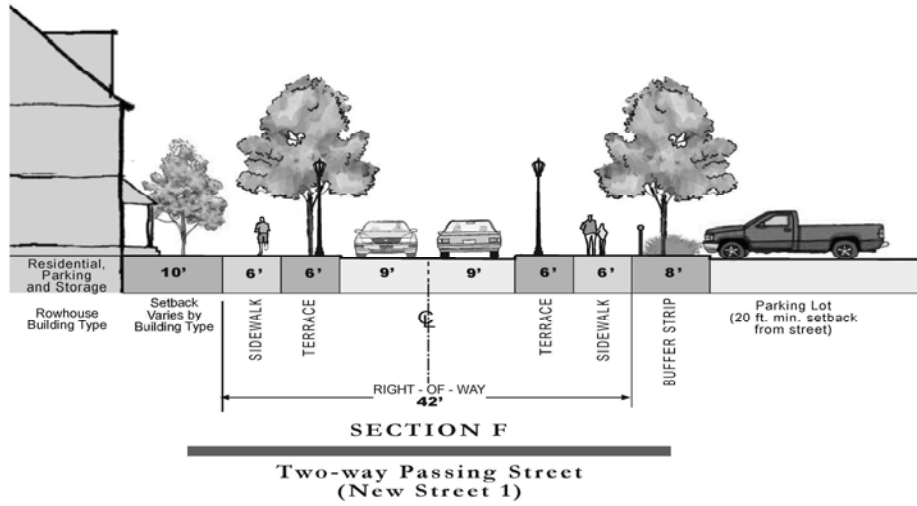 Residential,
Parking
and Storage
10’
6’
6’
9’
9’
6’
6’
8’
Rowhouse
Building Type
Setback
Varies by
Building Type
SIDEWALK
TERRACE
℄
TERRACE
SIDEWALK
BUFFER STRIP
Parking Lot
(20 ft. min. setback
from street)
RIGHT - OF - WAY
42’
SECTION F
Two-way Passing Street
(New Street 1)